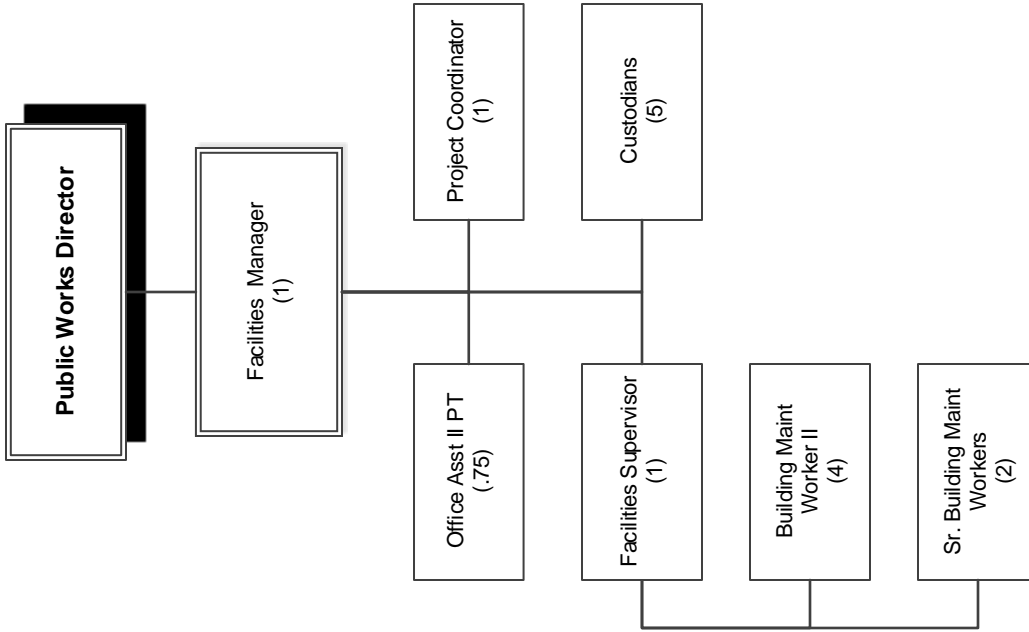 Public Works Director
Facilities Manager
(1)
Office Asst II PT
(.75)
Project Coordinator
(1)
Facilities Supervisor
(1)
Custodians
(5)
Building Maint
Worker II
(4)
Sr. Building Maint
Workers
(2)